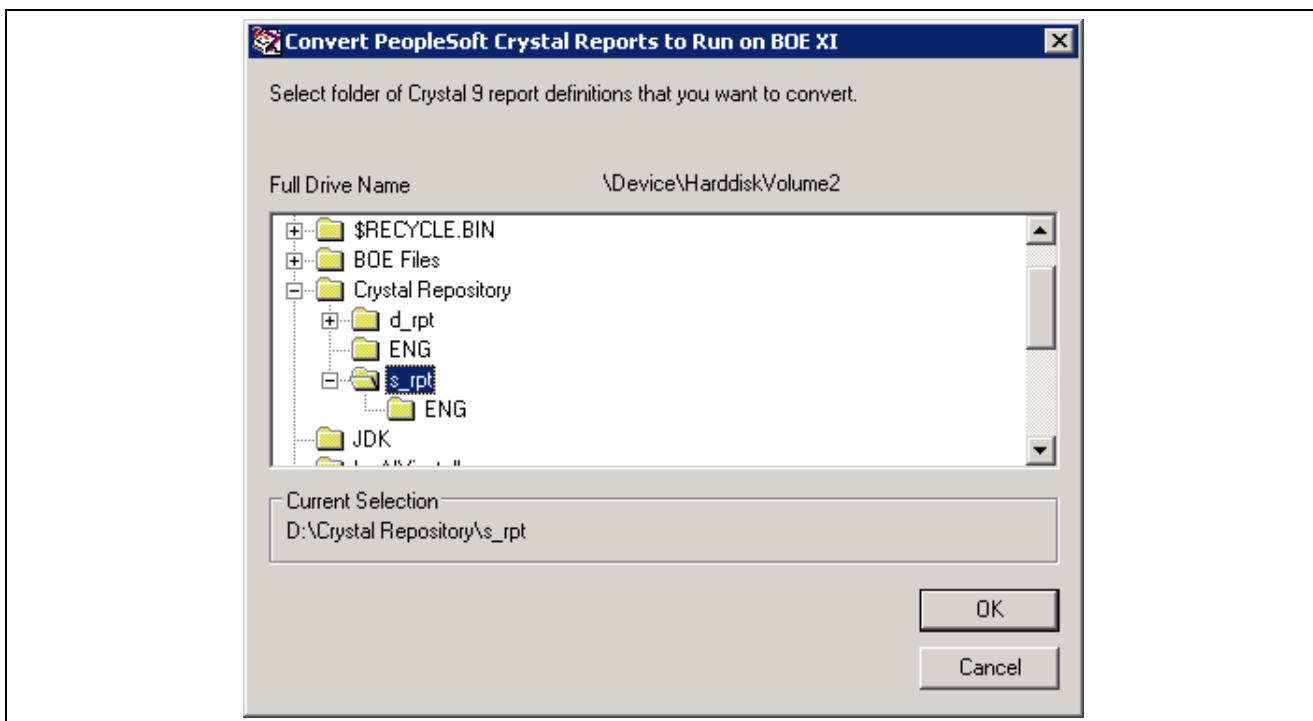 Convert PeopleSoft Crystal Reports to Run on BOE XI
Select folder of Crystal 9 report definitions that you want to convert.
Full Drive Name \Device\HarddiskVolume2
$RECYCLE.BIN
BOE Files
Crystal Repository
d_rpt
ENG
s_rpt
ENG
JDK
Current Selection
D:\Crystal Repository\s_rpt
OK
Cancel